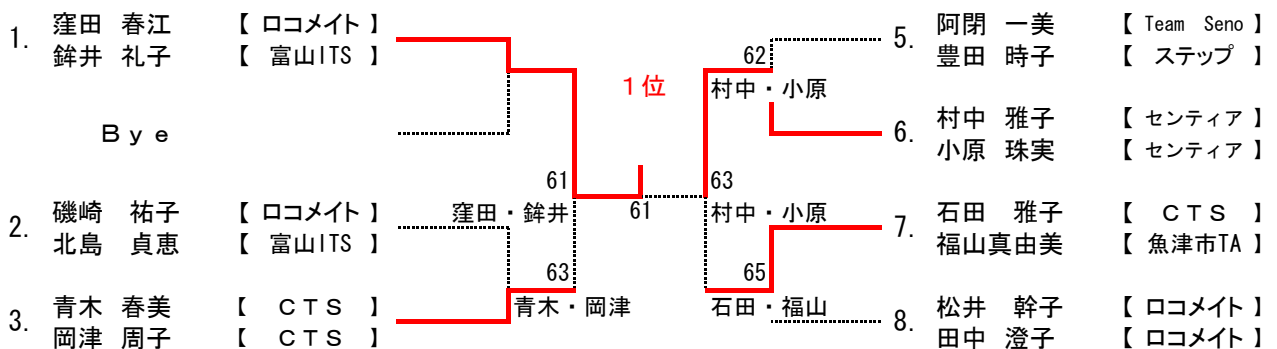 1. 窪田 春江 【 ロコメイト 】
鉾井 礼子 【 富山ITS 】
Bye
2. 磯崎 祐子 【 ロコメイト 】
北島 貞恵 【 富山ITS 】
3. 青木 春美 【 CTS 】
岡津 周子 【 CTS 】
61
窪田・鉾井
63
青木・岡津
1位
61
62
村中・小原
63
村中・小原
65
石田・福山
5. 阿閉 一美 【 Team Seno 】
豊田 時子 【 ステップ 】
6. 村中 雅子 【 センティア 】
小原 珠実 【 センティア 】
7. 石田 雅子 【 CTS 】
福山真由美 【 魚津市TA 】
8. 松井 幹子 【 ロコメイト 】
田中 澄子 【 ロコメイト 】